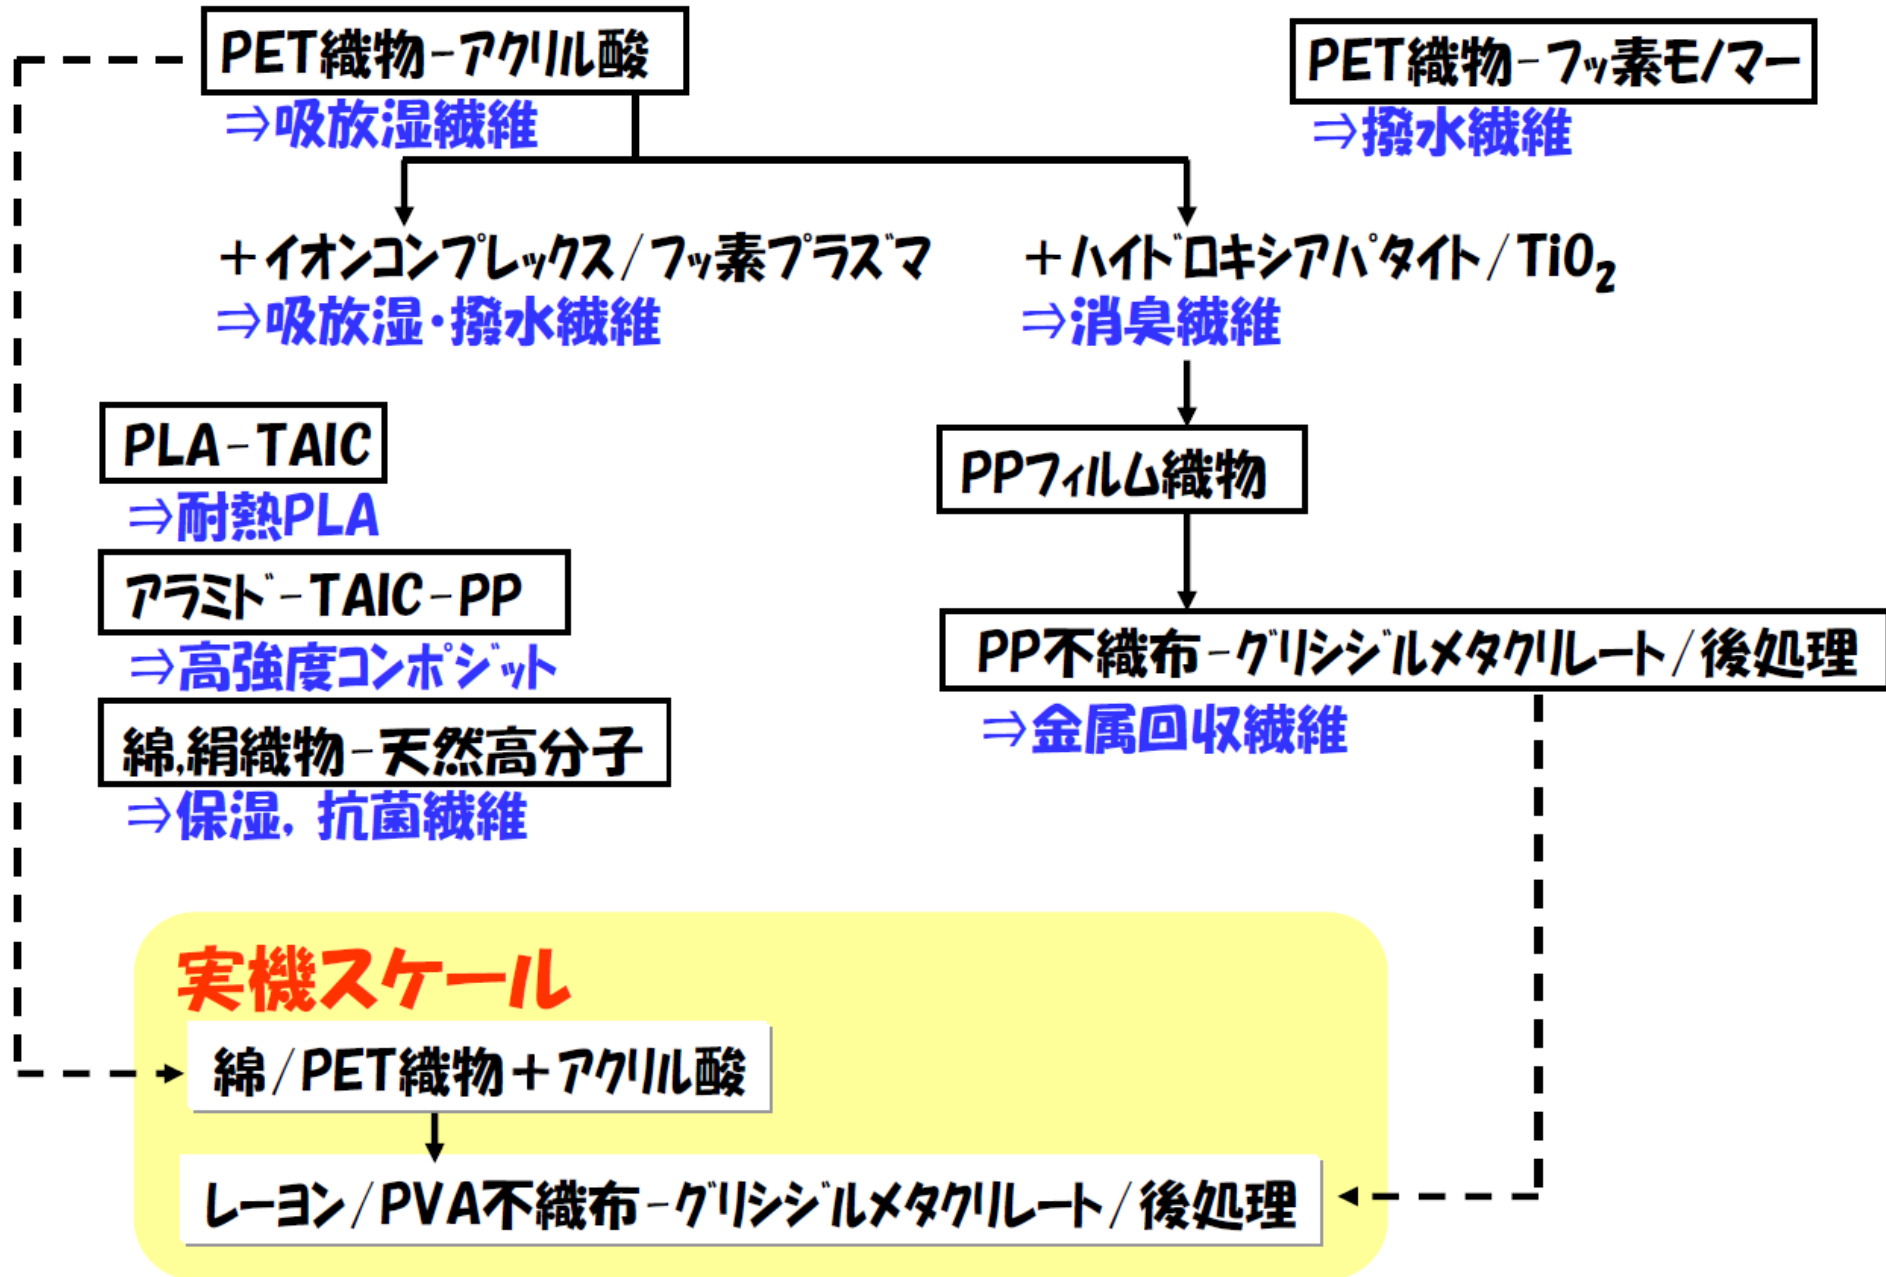 PET織物-アクリル酸
⇒吸放湿繊維
PET織物-フッ素モノマー
⇒撥水繊維
+イオンコンプレックス/フッ素プラズマ
⇒吸放湿・撥水繊維
+ハイドロキシアパタイト/TiO₂
⇒消臭繊維
PLA-TAIC
⇒耐熱PLA
アラミド-TAIC-PP
⇒高強度コンポジット
綿,絹織物-天然高分子
⇒保湿, 抗菌繊維
PPフィルム織物
PP不織布-グリシジルメタクリレート/後処理
⇒金属回収繊維
実機スケール
綿/PET織物+アクリル酸
レーヨン/PVA不織布-グリシジルメタクリレート/後処理